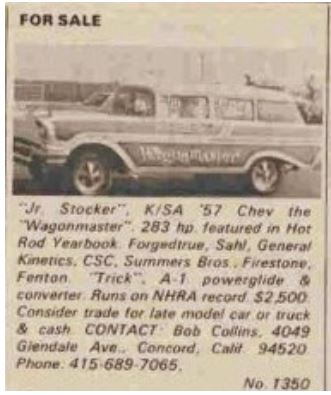 FOR SALE
Wagonmaster
"Jr. Stocker", K/SA '57 Chev the
"Wagonmaster", 283 hp. featured in Hot
Rod Yearbook. Forgedtrue, Sahl, General
Kinetics, CSC, Summers Bros., Firestone,
Fenton. "Trick", A-1 powerglide &
converter. Runs on NHRA record. $2,500.
Consider trade for late model car or truck
& cash. CONTACT: Bob Collins, 4049
Glendale Ave., Concord, Calif. 94520.
Phone: 415-689-7065.
No. 1350